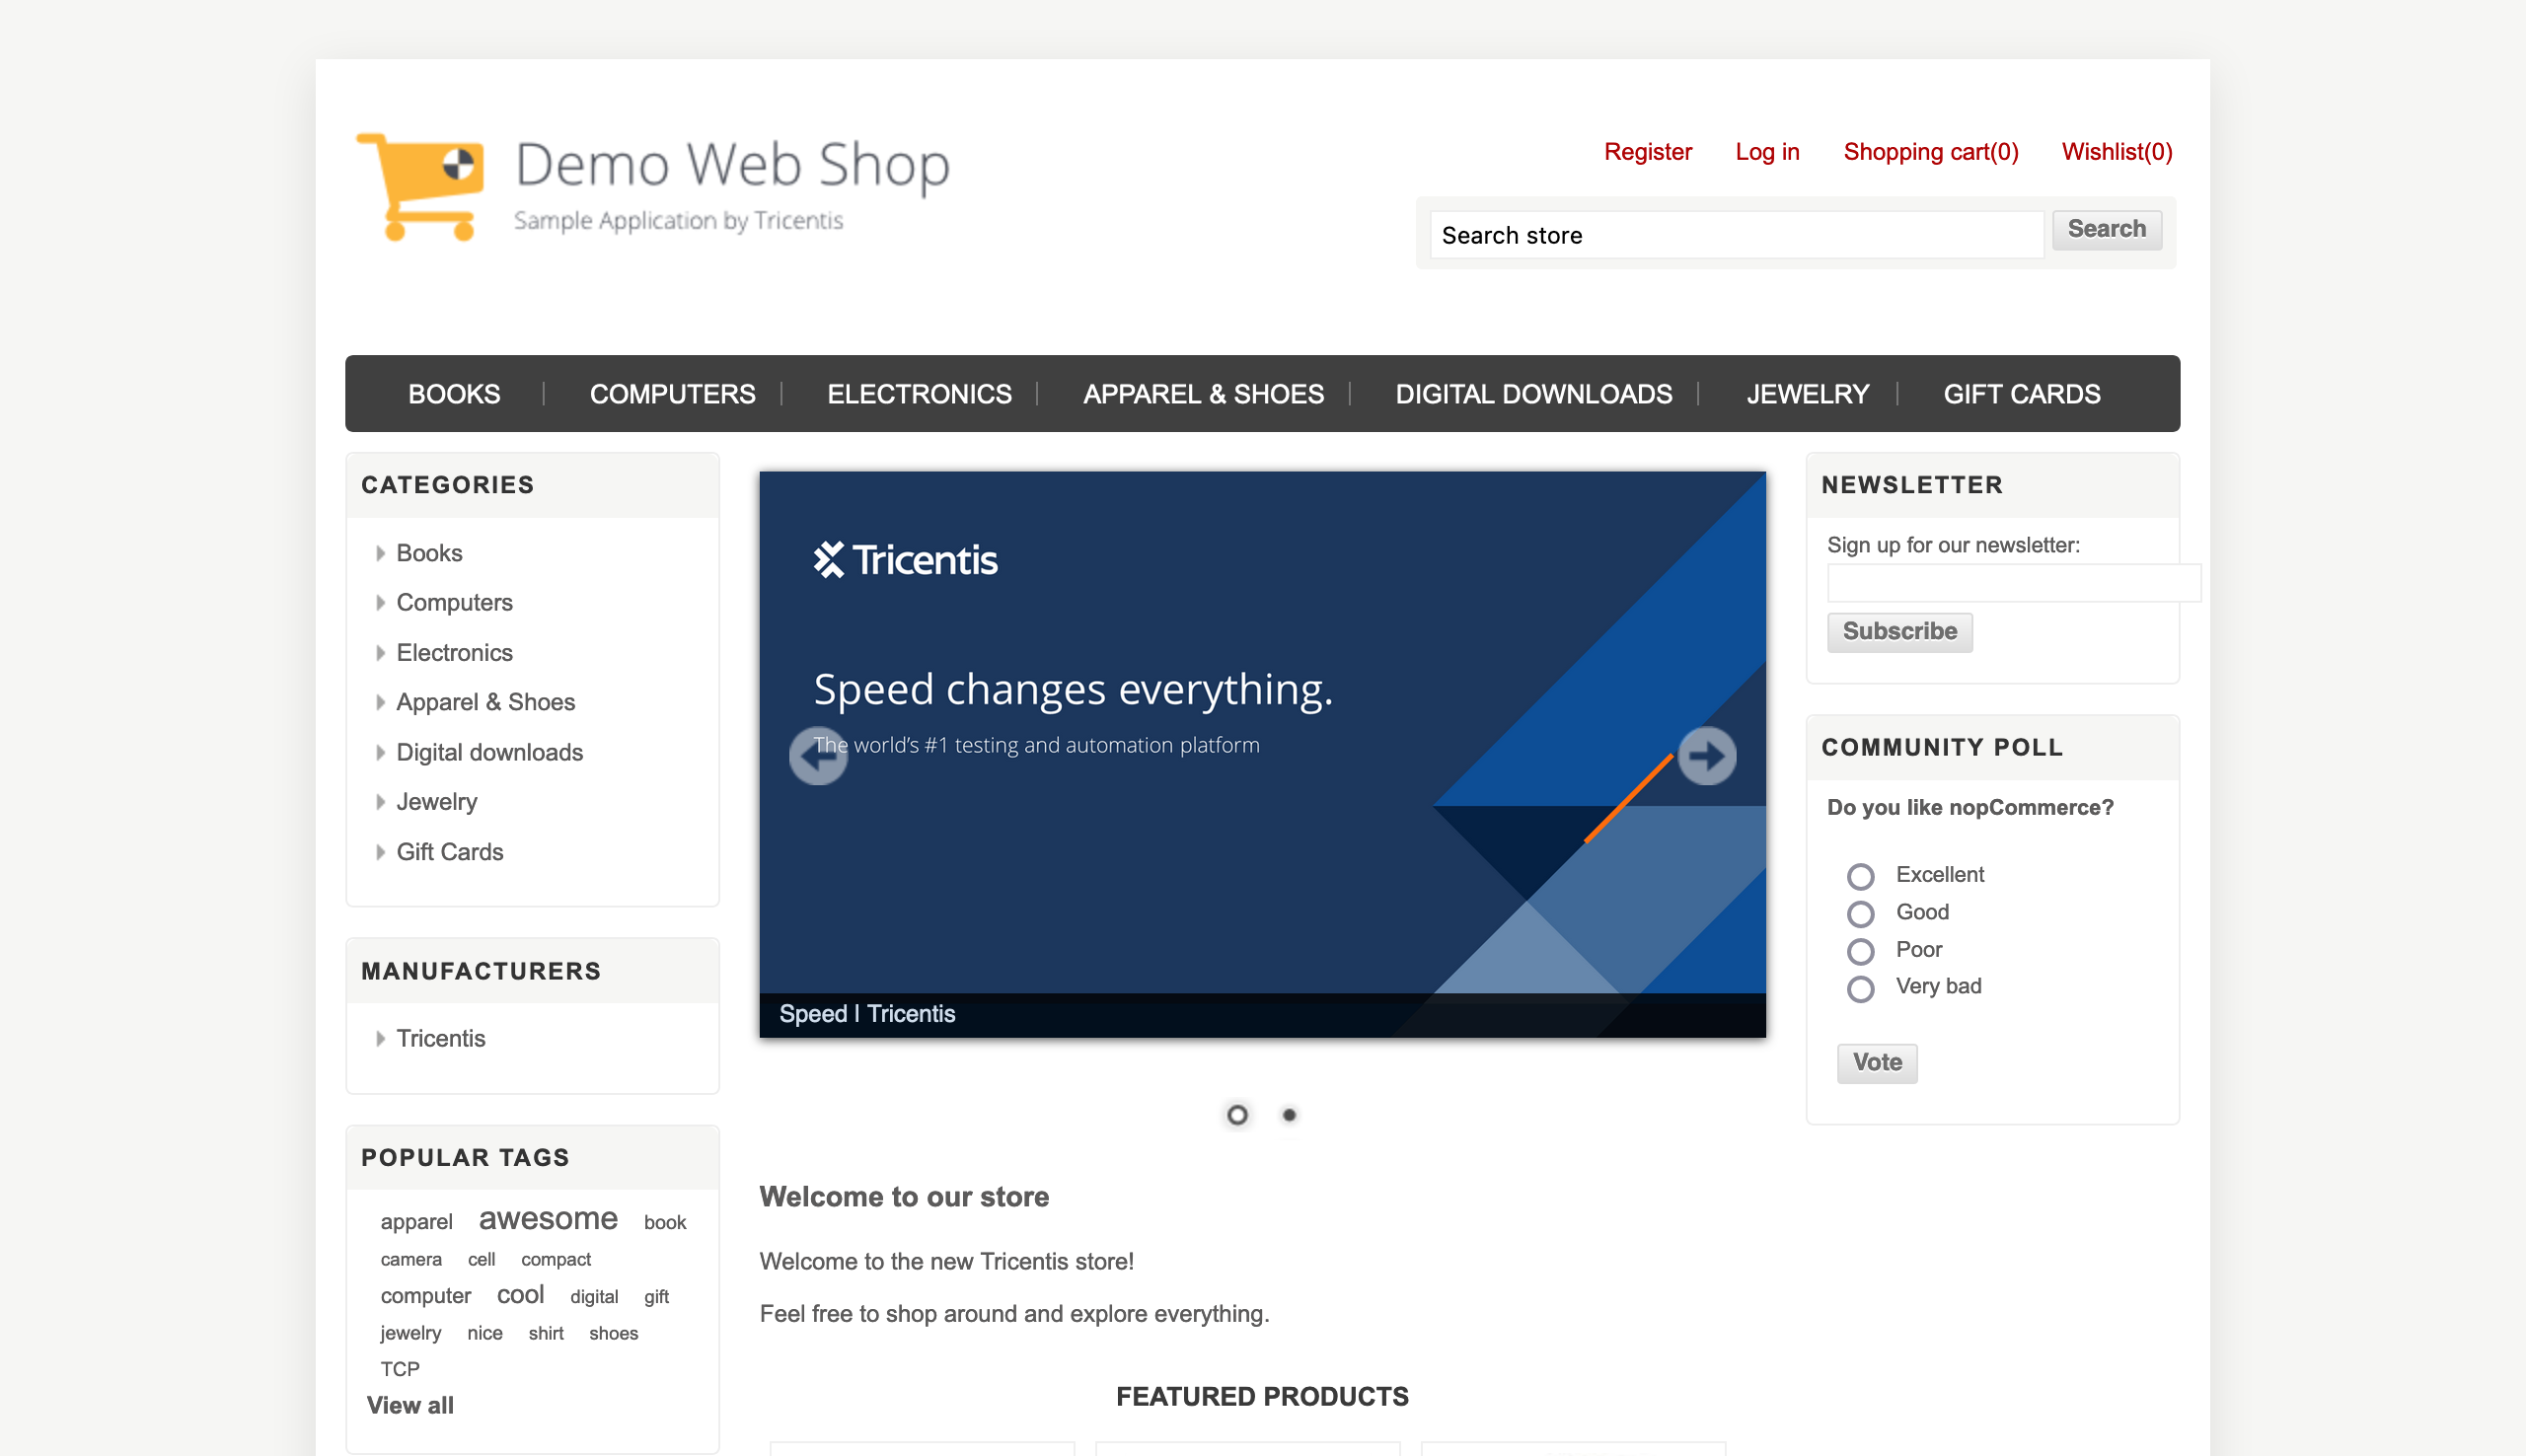 Demo Web Shop
Sample Application by Tricentis
Register Log in Shopping cart(0) Wishlist(0)
Search store Search
BOOKS COMPUTERS ELECTRONICS APPAREL & SHOES DIGITAL DOWNLOADS JEWELRY GIFT CARDS
CATEGORIES
Books
Computers
Electronics
Apparel & Shoes
Digital downloads
Jewelry
Gift Cards
MANUFACTURERS
Tricentis
POPULAR TAGS
apparel awesome book
camera cell compact
computer cool digital gift
jewelry nice shirt shoes
TCP
View all
Tricentis
Speed changes everything.
The world's #1 testing and automation platform
Speed | Tricentis
Welcome to our store
Welcome to the new Tricentis store!
Feel free to shop around and explore everything.
FEATURED PRODUCTS
NEWSLETTER
Sign up for our newsletter:
Subscribe
COMMUNITY POLL
Do you like nopCommerce?
Excellent
Good
Poor
Very bad
Vote